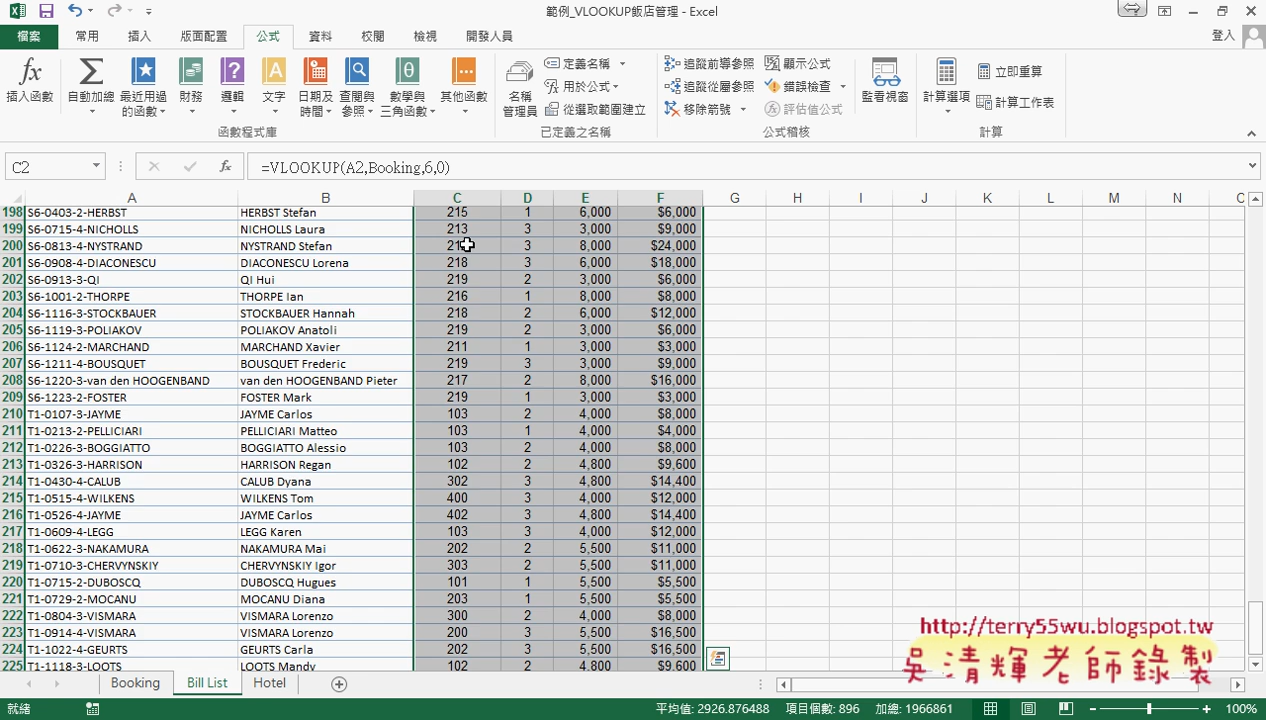 範例_VLOOKUP飯店管理 - Excel
檔案 常用 插入 版面配置 公式 資料 校閱 檢視 開發人員 登入
插入函數 自動加總 最近用過的函數 財務 邏輯 文字 日期及時間 查閱與參照 數學與三角函數 其他函數 函數程式庫
名稱管理員 定義名稱 用於公式 從選取範圍建立 已定義之名稱
追蹤前導參照 追蹤從屬參照 移除箭號 顯示公式 錯誤檢查 評估值公式 公式稽核
監看視窗 計算選項 立即重算 計算工作表 計算
C2 fx =VLOOKUP(A2,Booking,6,0)
A B C D E F G H I J K L M N
198 S6-0403-2-HERBST HERBST Stefan 215 1 6,000 $6,000
199 S6-0715-4-NICHOLLS NICHOLLS Laura 213 3 3,000 $9,000
200 S6-0813-4-NYSTRAND NYSTRAND Stefan 3 8,000 $24,000
201 S6-0908-4-DIACONESCU DIACONESCU Lorena 218 3 6,000 $18,000
202 S6-0913-3-QI QI Hui 219 2 3,000 $6,000
203 S6-1001-2-THORPE THORPE Ian 216 1 8,000 $8,000
204 S6-1116-3-STOCKBAUER STOCKBAUER Hannah 218 2 6,000 $12,000
205 S6-1119-3-POLIAKOV POLIAKOV Anatoli 219 2 3,000 $6,000
206 S6-1124-2-MARCHAND MARCHAND Xavier 211 1 3,000 $3,000
207 S6-1211-4-BOUSQUET BOUSQUET Frederic 219 3 3,000 $9,000
208 S6-1220-3-van den HOOGENBAND van den HOOGENBAND Pieter 217 2 8,000 $16,000
209 S6-1223-2-FOSTER FOSTER Mark 219 1 3,000 $3,000
210 T1-0107-3-JAYME JAYME Carlos 103 2 4,000 $8,000
211 T1-0213-2-PELLICIARI PELLICIARI Matteo 103 1 4,000 $4,000
212 T1-0226-3-BOGGIATTO BOGGIATTO Alessio 103 2 4,000 $8,000
213 T1-0326-3-HARRISON HARRISON Regan 102 2 4,800 $9,600
214 T1-0430-4-CALUB CALUB Dyana 302 3 4,800 $14,400
215 T1-0515-4-WILKENS WILKENS Tom 400 3 4,000 $12,000
216 T1-0526-4-JAYME JAYME Carlos 402 3 4,800 $14,400
217 T1-0609-4-LEGG LEGG Karen 103 3 4,000 $12,000
218 T1-0622-3-NAKAMURA NAKAMURA Mai 202 2 5,500 $11,000
219 T1-0710-3-CHERVYNSKIY CHERVYNSKIY Igor 303 2 5,500 $11,000
220 T1-0715-2-DUBOSCQ DUBOSCQ Hugues 101 1 5,500 $5,500
221 T1-0729-2-MOCANU MOCANU Diana 203 1 5,500 $5,500
222 T1-0804-3-VISMARA VISMARA Lorenzo 300 2 4,000 $8,000
223 T1-0914-4-VISMARA VISMARA Lorenzo 200 3 5,500 $16,500
224 T1-1022-4-GEURTS GEURTS Carla 202 3 5,500 $16,500
225 T1-1118-3-LOOTS LOOTS Mandy 102 2 4,800 $9,600
http://terry55wu.blogspot.tw
吳清輝老師錄製
Booking Bill List Hotel
就緒 平均值: 2926.876488 項目個數: 896 加總: 1966861 100%